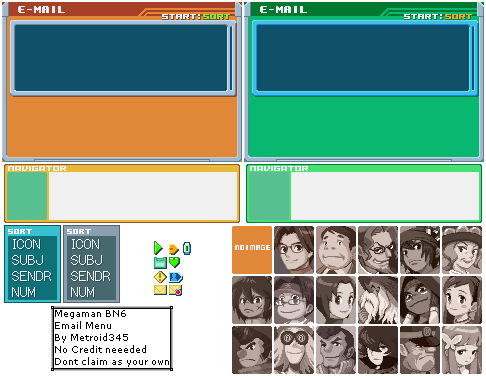 E-MAIL
START:SORT
E-MAIL
START:SORT
NAVIGATOR
NAVIGATOR
SORT
ICON
SUBJ
SENDR
NUM
SORT
ICON
SUBJ
SENDR
NUM
NO IMAGE
Megaman BN6
Email Menu
By Metroid345
No Credit neeeded
Dont claim as your own